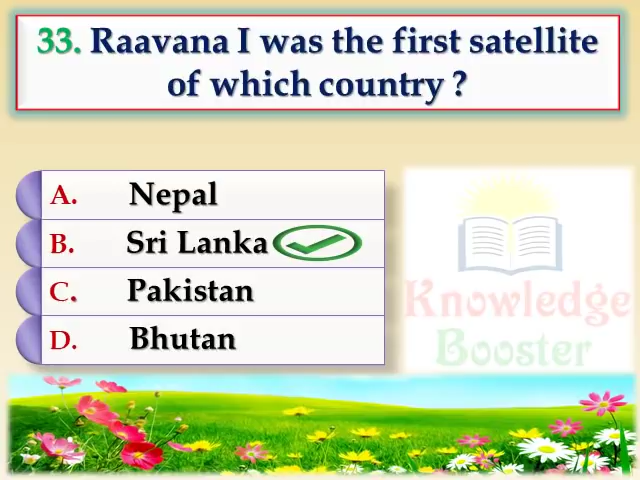 33. Raavana I was the first satellite
of which country ?
A. Nepal
B. Sri Lanka
C. Pakistan
D. Bhutan
Knowledge
Booster